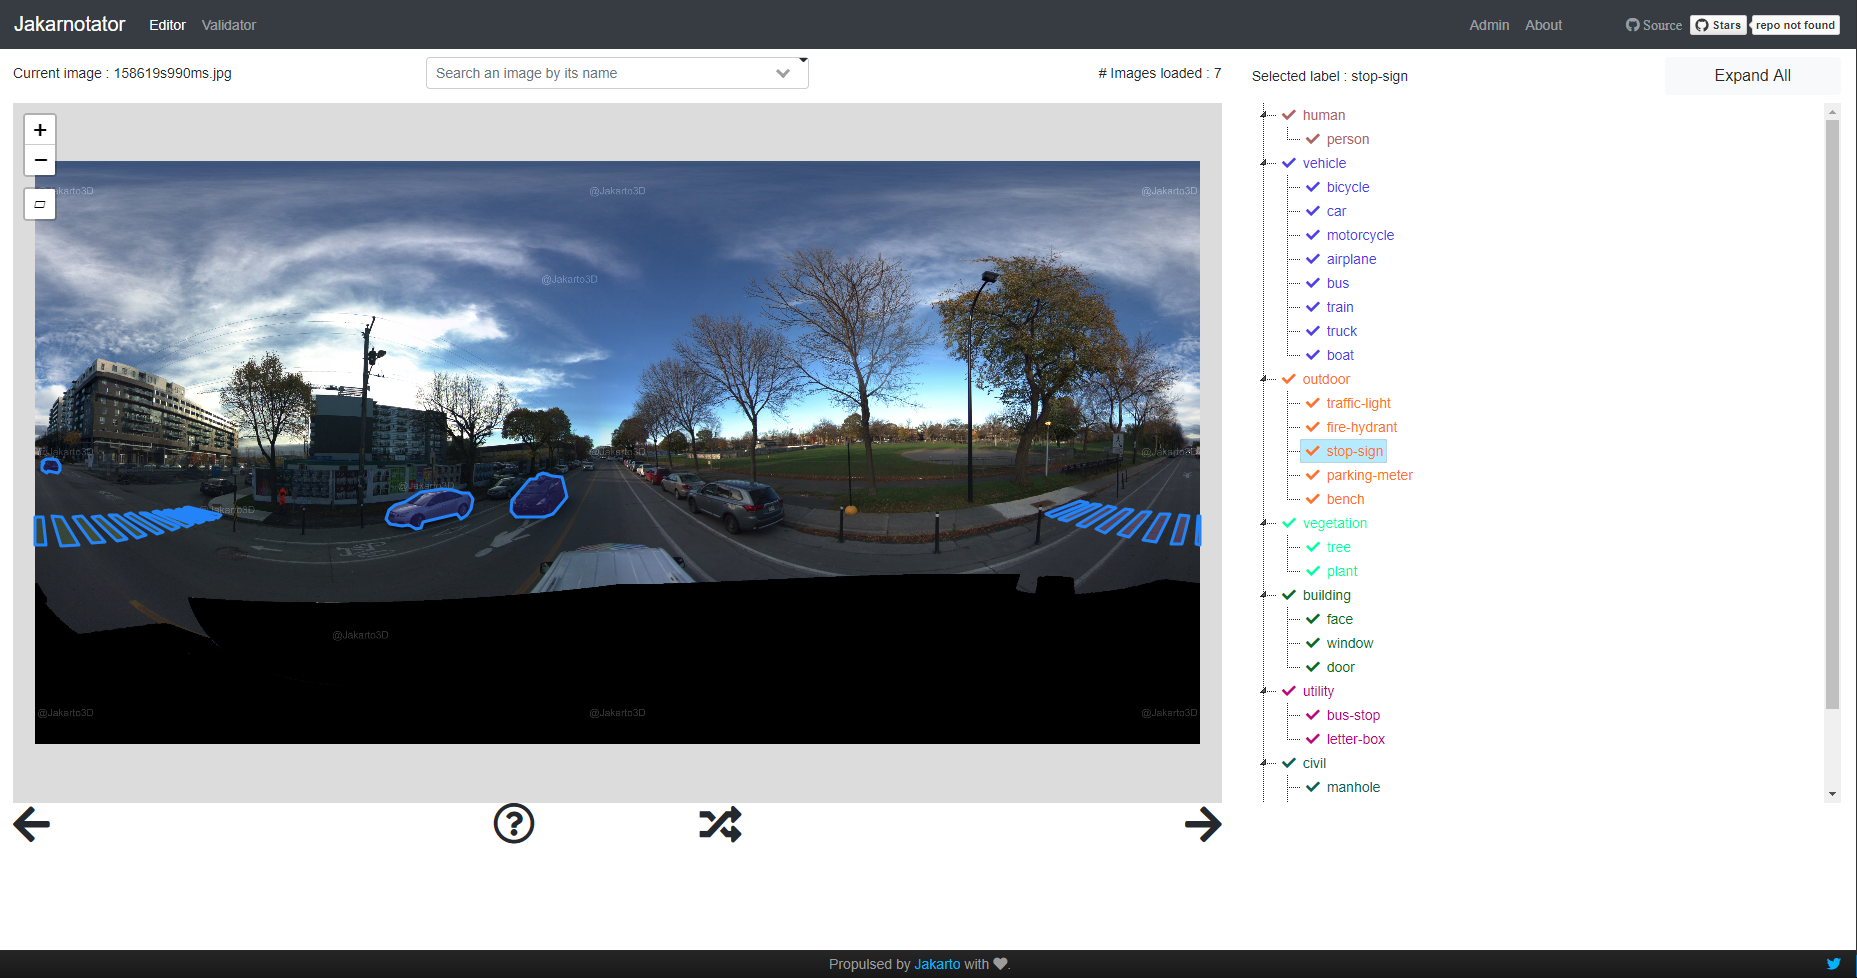 Jakarnotator Editor Validator Admin About Source Stars repo not found
Current image : 158619s990ms.jpg Search an image by its name # Images loaded : 7 Selected label : stop-sign Expand All
+
−
@Jakarto3D @Jakarto3D @Jakarto3D
@Jakarto3D
@Jakarto3D @Jakarto3D @Jakarto3D
@Jakarto3D
@Jakarto3D
@Jakarto3D
@Jakarto3D @Jakarto3D @Jakarto3D
human
person
vehicle
bicycle
car
motorcycle
airplane
bus
train
truck
boat
outdoor
traffic-light
fire-hydrant
stop-sign
parking-meter
bench
vegetation
tree
plant
building
face
window
door
utility
bus-stop
letter-box
civil
manhole
?
Propulsed by Jakarto with ♥.